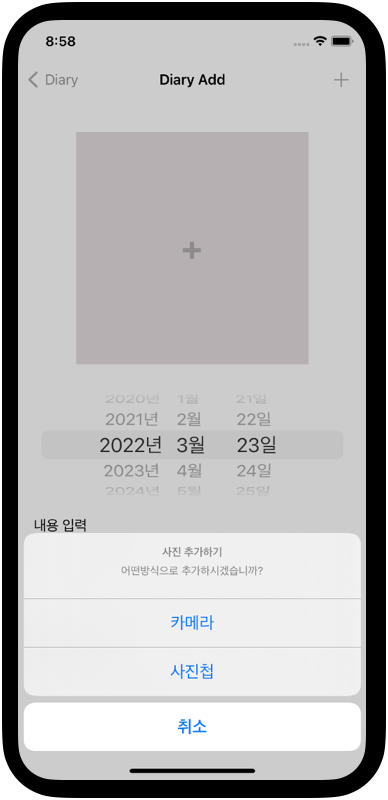 8:58
Diary
Diary Add
2020년 1월 21일
2021년 2월 22일
2022년 3월 23일
2023년 4월 24일
2024년 5월 25일
내용 입력
사진 추가하기
어떤방식으로 추가하시겠습니까?
카메라
사진첩
취소